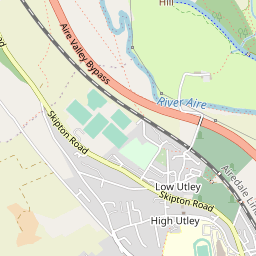 Hill
Aire Valley Bypass
River Aire
Skipton Road
Airedale Line
Low Utley
Skipton Road
High Utley